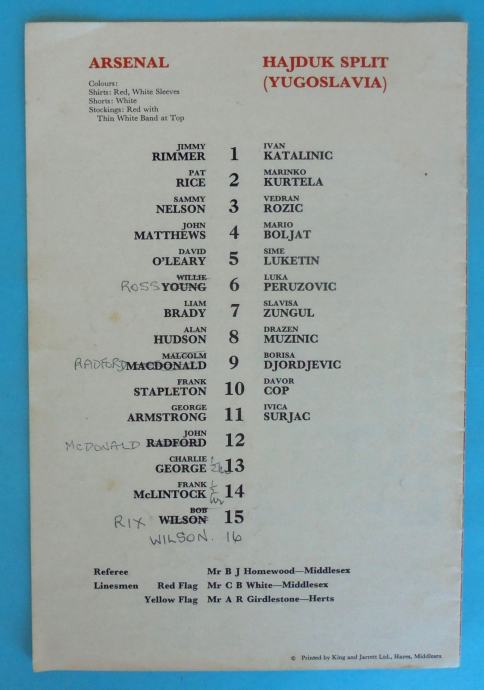 ARSENAL HAJDUK SPLIT
(YUGOSLAVIA)
Colours:
Shirts: Red, White Sleeves
Shorts: White
Stockings: Red with
Thin White Band at Top
JIMMY IVAN
RIMMER 1 KATALINIC
PAT MARINKO
RICE 2 KURTELA
SAMMY VEDRAN
NELSON 3 ROZIC
JOHN MARIO
MATTHEWS 4 BOLJAT
DAVID SIME
O'LEARY 5 LUKETIN
WILLIE LUKA
ROSS YOUNG 6 PERUZOVIC
LIAM SLAVISA
BRADY 7 ZUNGUL
ALAN DRAZEN
HUDSON 8 MUZINIC
MALCOLM BORISA
RADFORD MACDONALD 9 DJORDJEVIC
FRANK DAVOR
STAPLETON 10 COP
GEORGE IVICA
ARMSTRONG 11 SURJAC
JOHN
MCDONALD RADFORD 12
CHARLIE
GEORGE 13
FRANK
McLINTOCK 14
BOB
RIX WILSON 15
WILSON. 16
Referee Mr B J Homewood—Middlesex
Linesmen Red Flag Mr C B White—Middlesex
Yellow Flag Mr A R Girdlestone—Herts
© Printed by King and Jarrett Ltd., Hayes, Middlesex